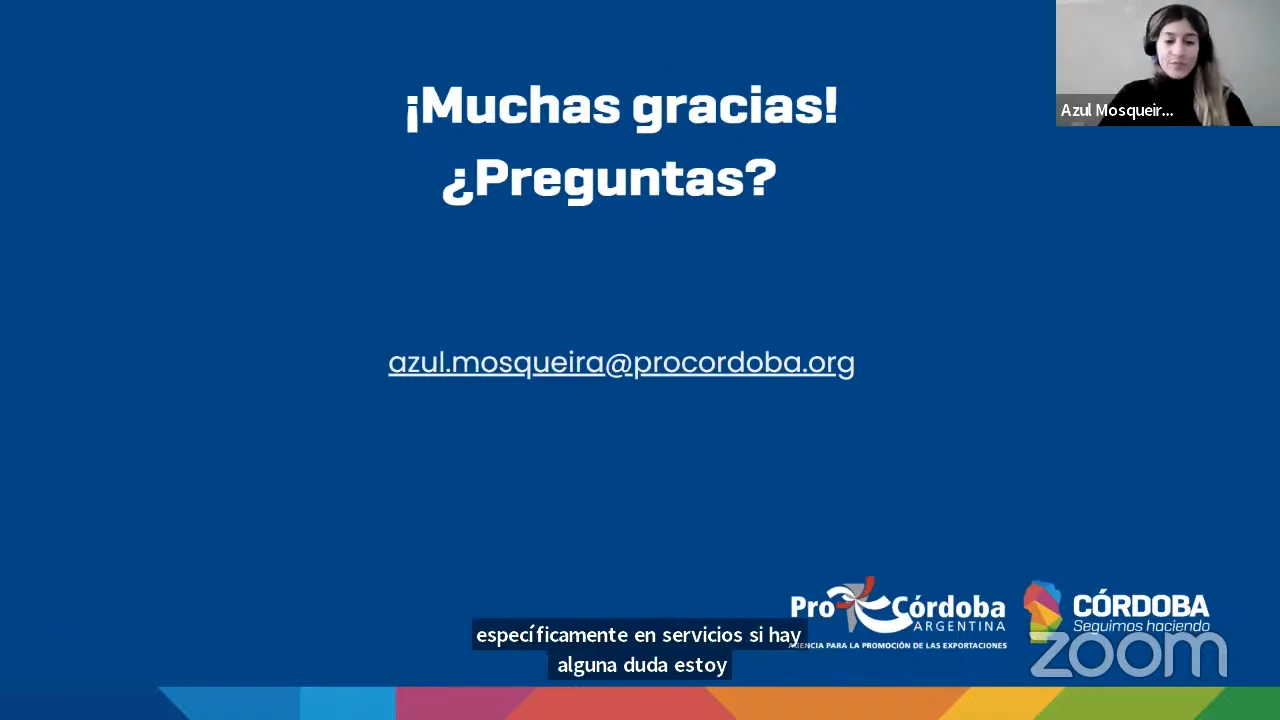 Azul Mosqueir...
¡Muchas gracias!
¿Preguntas?
azul.mosqueira@procordoba.org
Pro Córdoba
ARGENTINA
AGENCIA PARA LA PROMOCIÓN DE LAS EXPORTACIONES
CÓRDOBA
Seguimos haciendo
zoom
específicamente en servicios si hay
alguna duda estoy